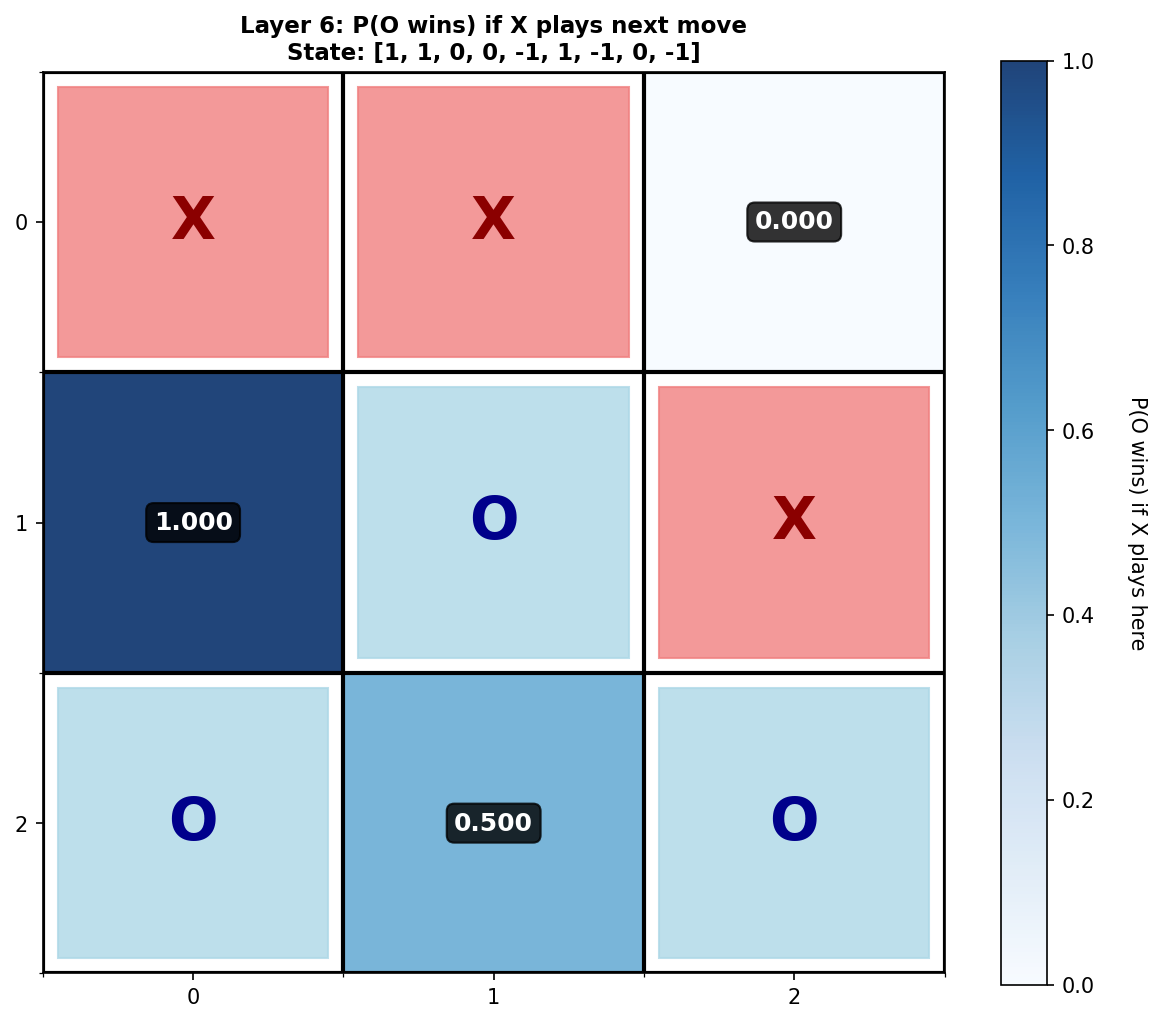 Layer 6: P(O wins) if X plays next move
State: [1, 1, 0, 0, -1, 1, -1, 0, -1]
0
X
X
0.000
1
1.000
O
X
2
O
0.500
O
0
1
2
1.0
0.8
0.6
0.4
0.2
0.0
P(O wins) if X plays here